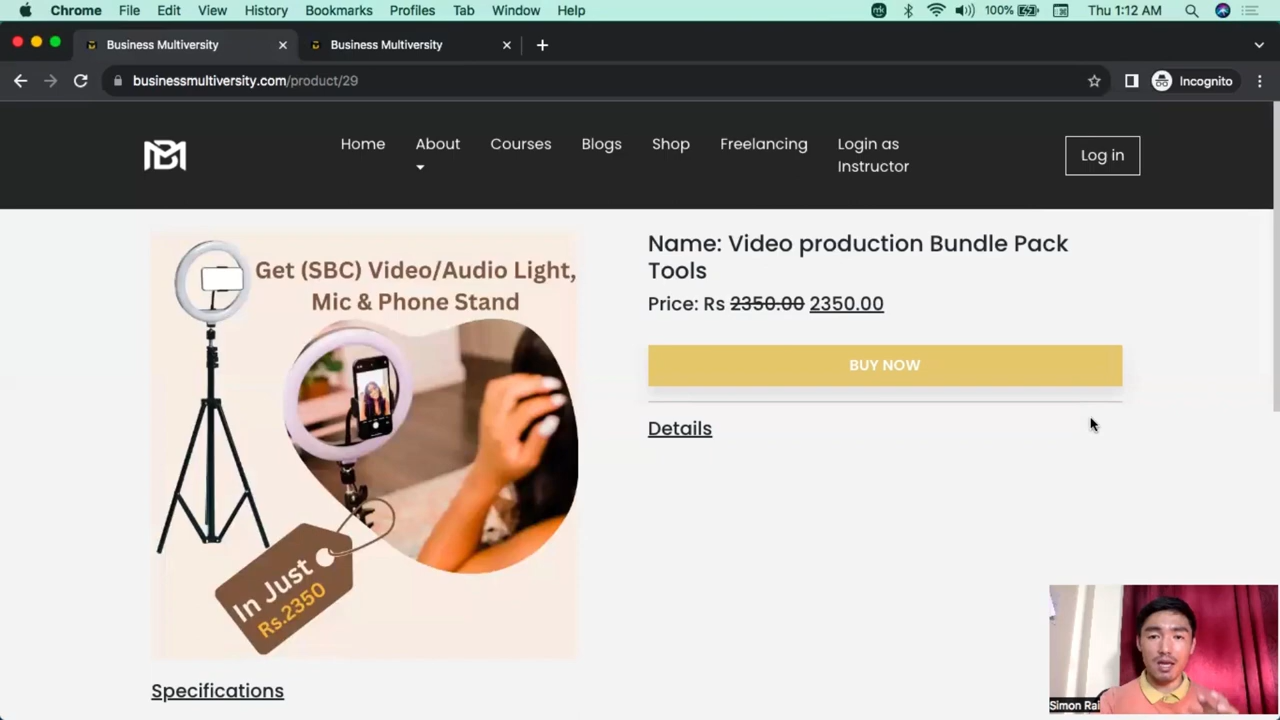 Chrome File Edit View History Bookmarks Profiles Tab Window Help 100% Thu 1:12 AM
Business Multiversity Business Multiversity
businessmultiversity.com/product/29 Incognito
Home About Courses Blogs Shop Freelancing Login as
Instructor
Log in
Get (SBC) Video/Audio Light,
Mic & Phone Stand
In Just
Rs.2350
Name: Video production Bundle Pack
Tools
Price: Rs 2350.00 2350.00
BUY NOW
Details
Specifications
Simon Rai